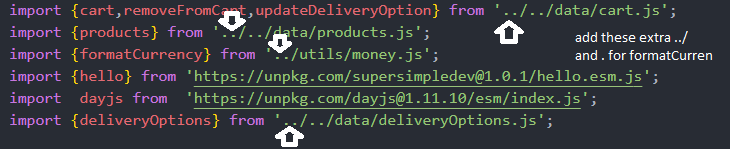 import {cart,removeFromCart,updateDeliveryOption} from '../../data/cart.js';
import {products} from '../../data/products.js';
import {formatCurrency} from '../utils/money.js';
add these extra ../
and . for formatCurren
import {hello} from 'https://unpkg.com/supersimpledev@1.0.1/hello.esm.js';
import dayjs from 'https://unpkg.com/dayjs@1.11.10/esm/index.js';
import {deliveryOptions} from '../../data/deliveryOptions.js';